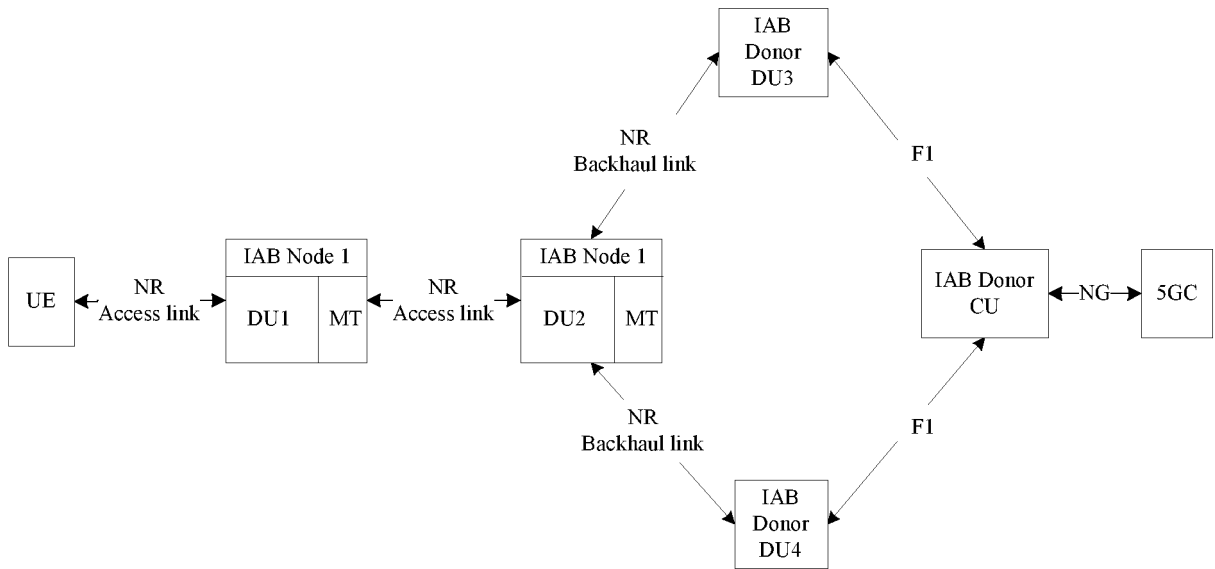 IAB
Donor
DU3
NR
Backhaul link
F1
IAB Node 1
IAB Node 1
UE
NR
Access link
DU1
MT
NR
Access link
DU2
MT
IAB Donor
CU
NG
5GC
NR
Backhaul link
F1
IAB
Donor
DU4